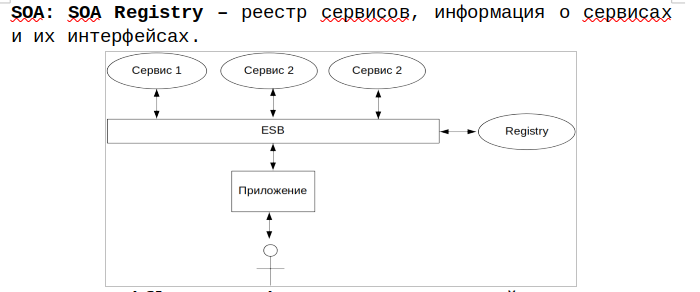 SOA: SOA Registry – реестр сервисов, информация о сервисах
и их интерфейсах.
Сервис 1 Сервис 2 Сервис 2
ESB
Registry
Приложение